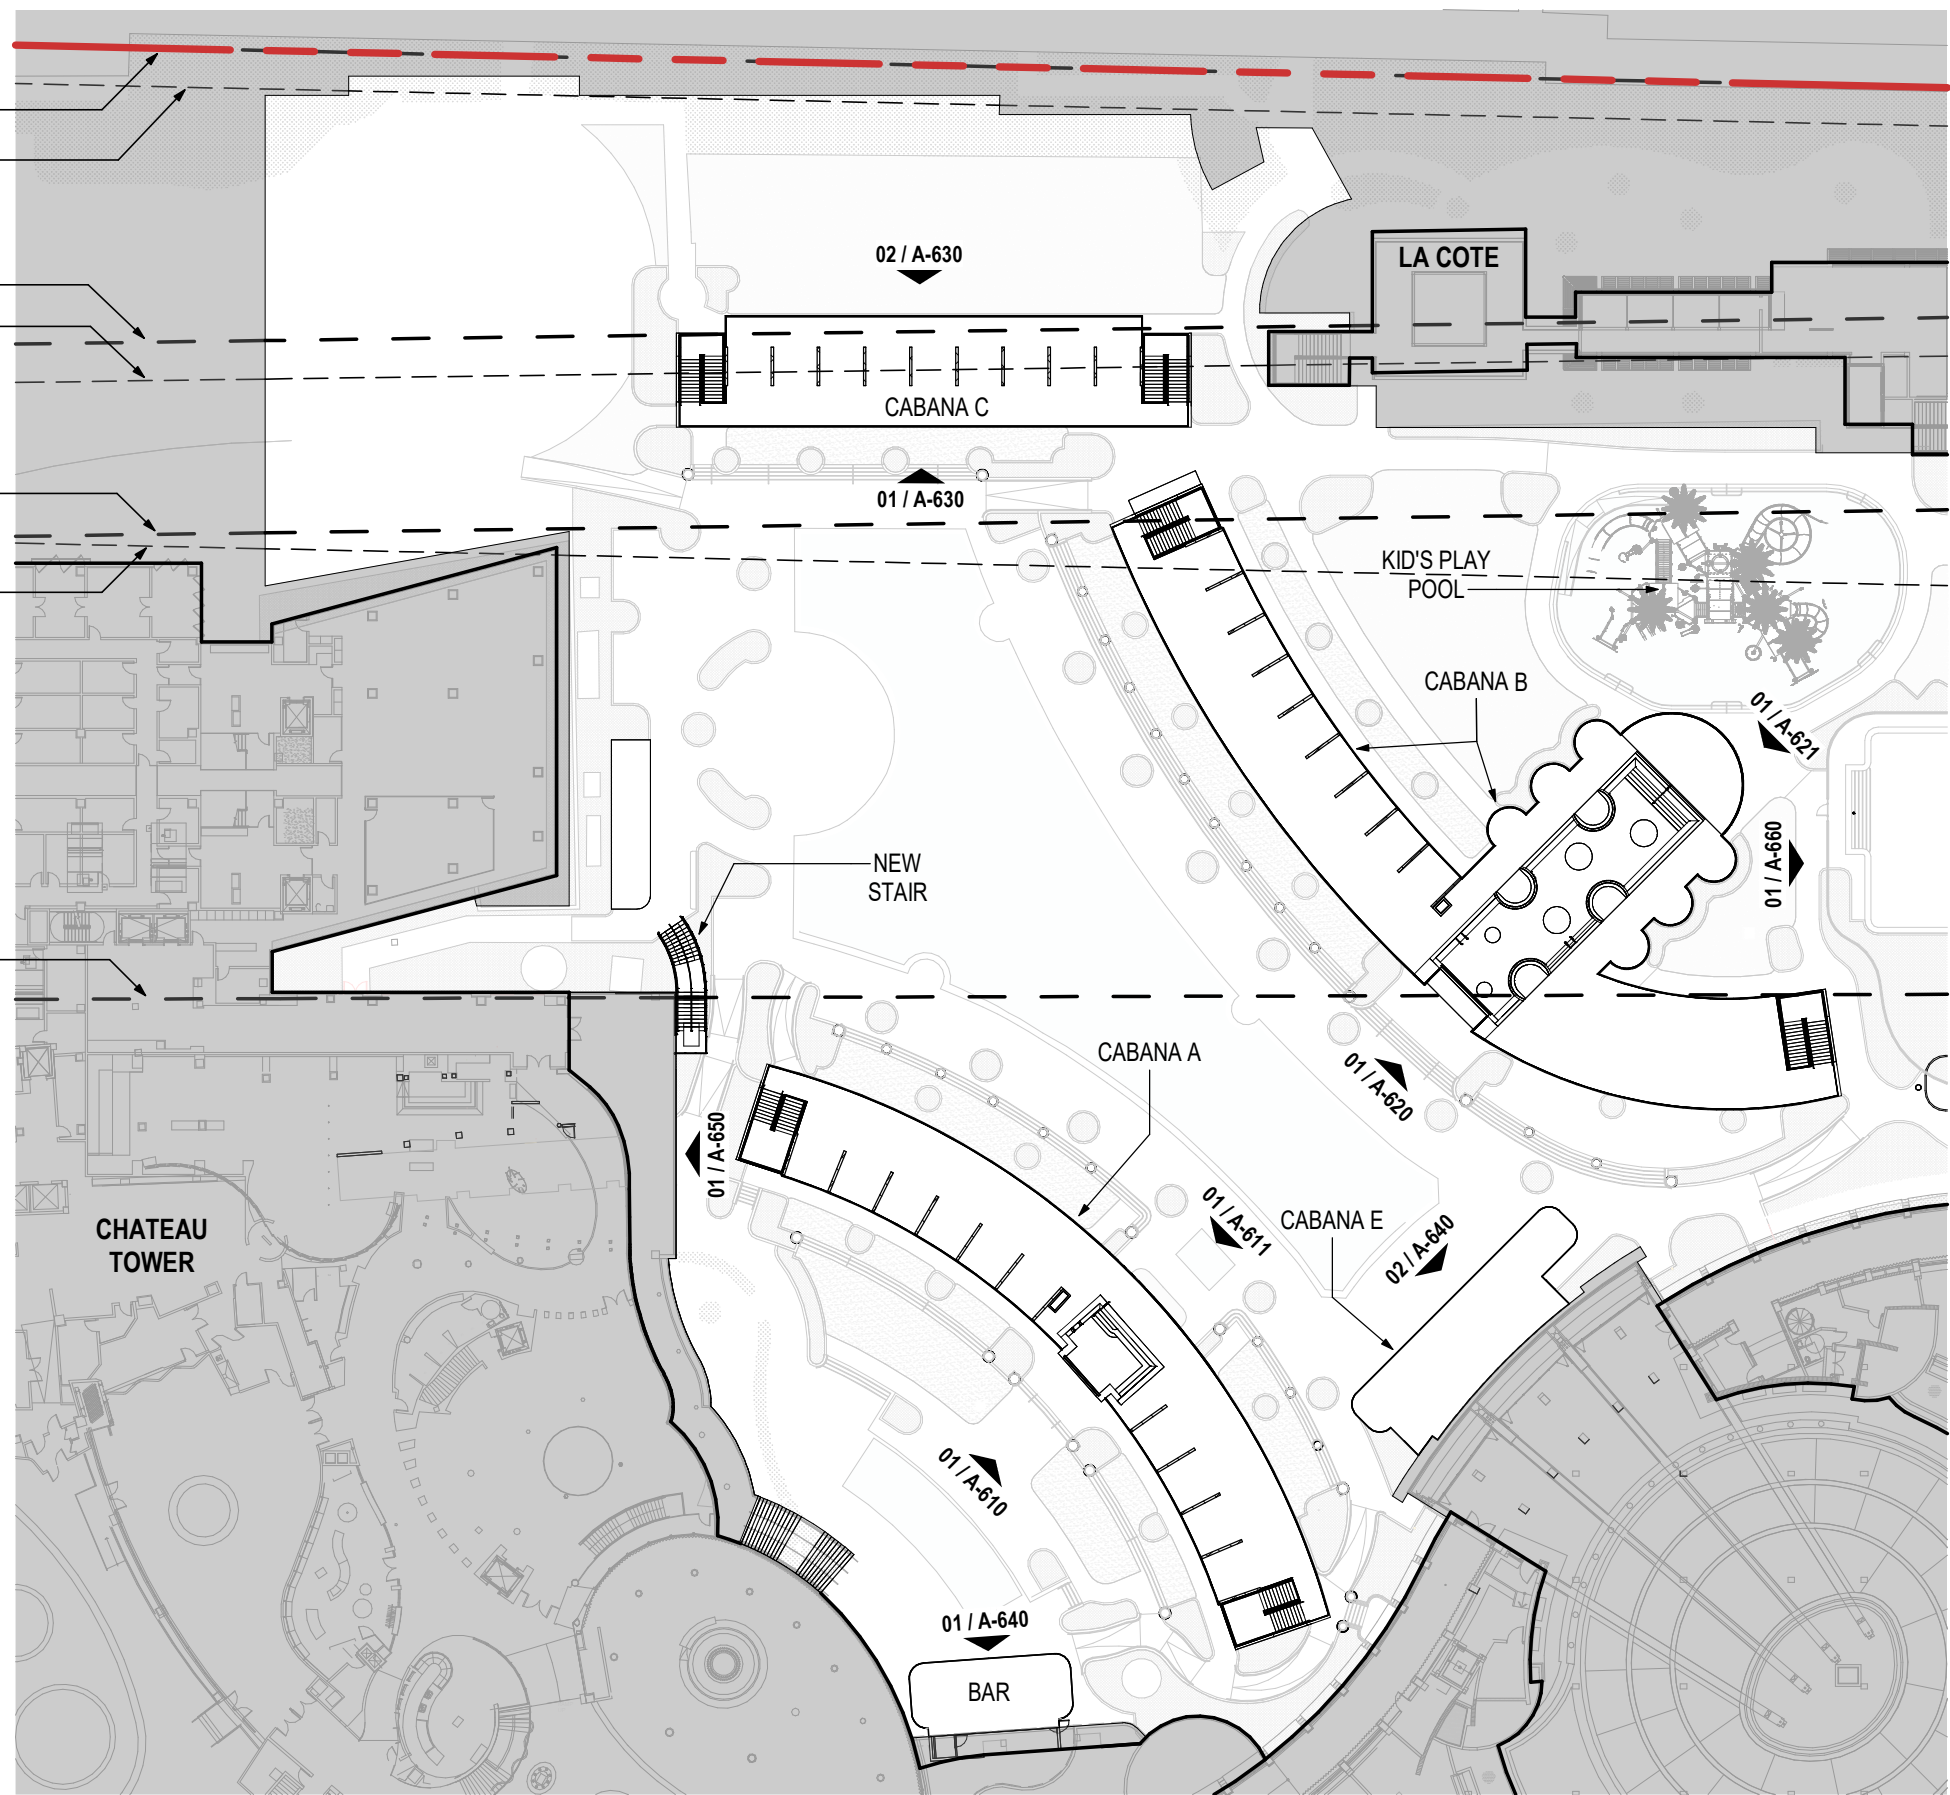 02 / A-630
LA COTE
CABANA C
01 / A-630
KID'S PLAY
POOL
CABANA B
01 / A-621
NEW
STAIR
01 / A-660
CABANA A
01 / A-620
01 / A-650
01 / A-611
CABANA E
02 / A-640
CHATEAU
TOWER
01 / A-610
01 / A-640
BAR